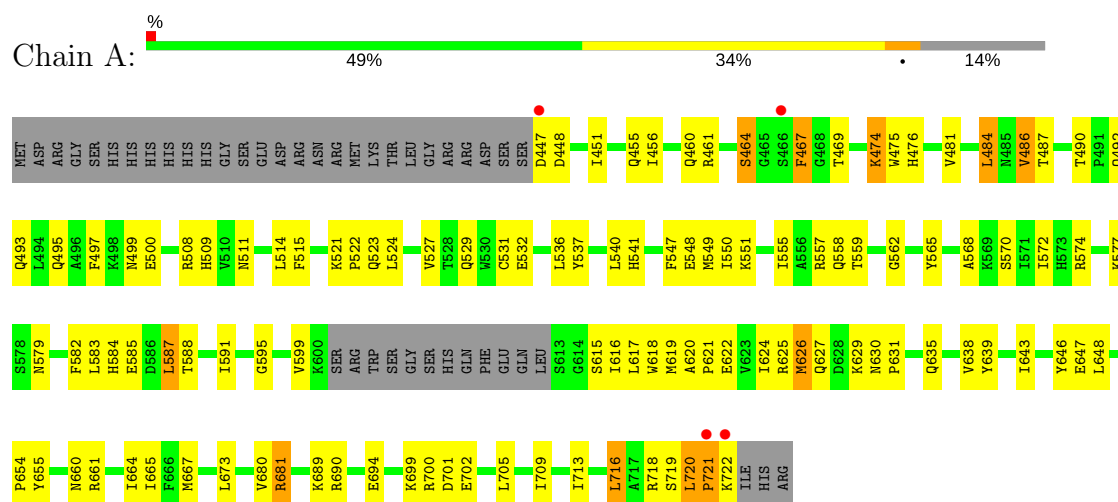 %
Chain A:
49% 34% • 14%
MET ASP ARG GLY SER HIS HIS HIS HIS HIS HIS GLY SER GLU ASP ARG ASN ARG MET LYS THR LEU GLY ARG ARG ASP SER SER D447 D448 I451 Q455 I456 Q460 R461 S464 G465 S466 F467 G468 T469 K474 W475 H476 V481 L484 N485 V486 T487 T490 P491
Q493 L494 Q495 A496 F497 K498 N499 E500 R508 H509 V510 N511 L514 F515 K521 P522 Q523 L524 V527 T528 Q529 W530 C531 E532 L536 Y537 L540 H541 F547 E548 M549 I550 K551 I555 A556 R557 Q558 T559 G562 Y565 A568 K569 S570 I571 I572 H573 R574 K577
S578 N579 F582 L583 H584 E585 D586 L587 T588 I591 G595 V599 K600 SER ARG TRP SER GLY SER HIS GLN PHE GLU GLN LEU S613 G614 S615 I616 L617 W618 M619 A620 P621 E622 V623 I624 R625 M626 Q627 D628 K629 N630 P631 Q635 V638 Y639 I643 Y646 E647 L648
P654 Y655 N660 R661 I664 I665 F666 M667 L673 V680 R681 K689 R690 E694 K699 R700 D701 E702 L705 I709 I713 L716 A717 R718 S719 L720 P721 K722 ILE HIS ARG